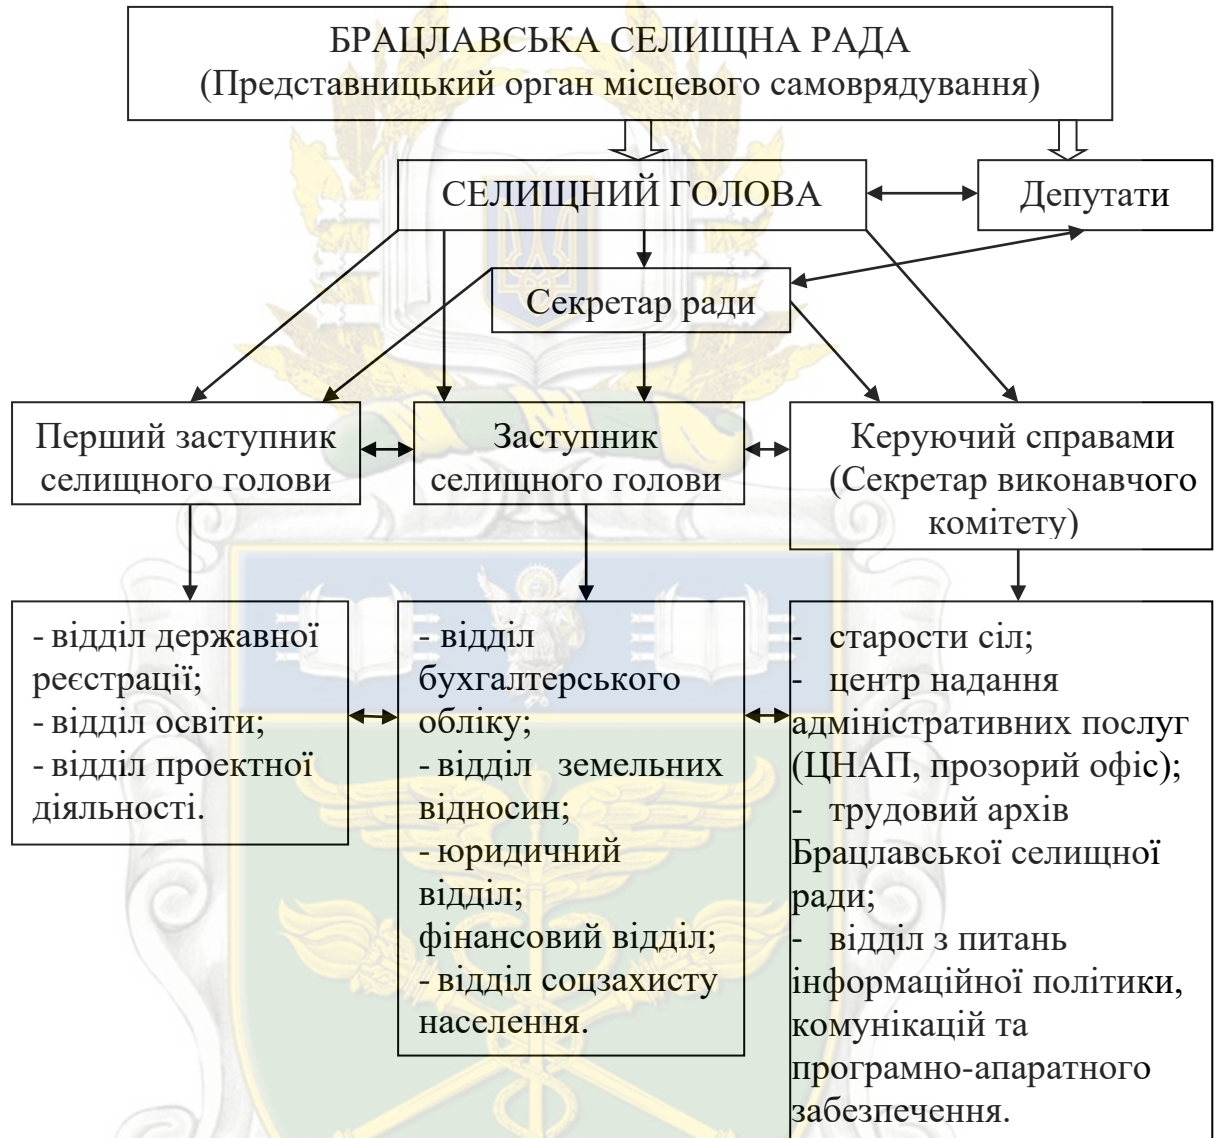 БРАЦЛАВСЬКА СЕЛИЩНА РАДА
(Представницький орган місцевого самоврядування)
СЕЛИЩНИЙ ГОЛОВА
Депутати
Секретар ради
Перший заступник
селищного голови
Заступник
селищного голови
Керуючий справами
(Секретар виконавчого
комітету)
- відділ державної
реєстрації;
- відділ освіти;
- відділ проектної
діяльності.
- відділ
бухгалтерського
обліку;
- відділ земельних
відносин;
- юридичний
відділ;
фінансовий відділ;
- відділ соцзахисту
населення.
- старости сіл;
- центр надання
адміністративних послуг
(ЦНАП, прозорий офіс);
- трудовий архів
Брацлавської селищної
ради;
- відділ з питань
інформаційної політики,
комунікацій та
програмно-апаратного
забезпечення.